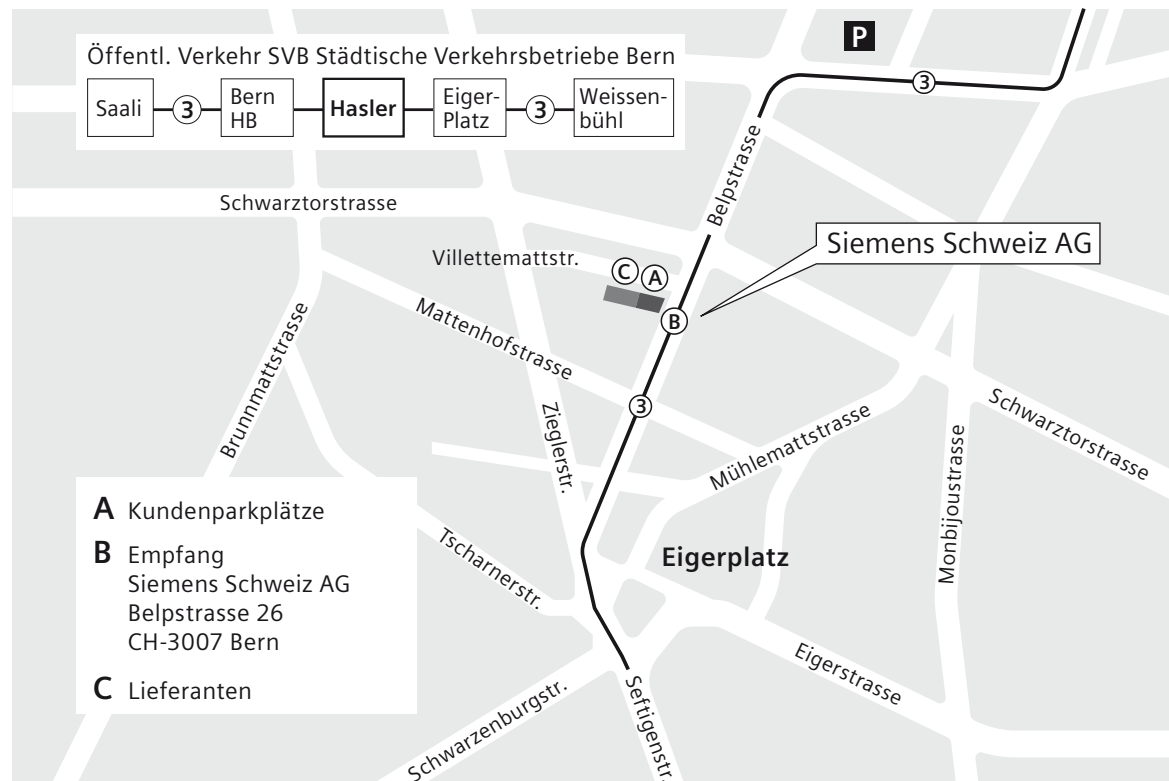 P
Öffentl. Verkehr SVB Städtische Verkehrsbetriebe Bern
3
Saali
3
Bern
HB
Hasler
Eiger-
Platz
3
Weissen-
bühl
Belpstrasse
Schwarztorstrasse
Siemens Schweiz AG
Villettemattstr.
C
A
B
Mattenhofstrasse
Brunnmattstrasse
3
Zieglerstr.
Mühlemattstrasse
Schwarztorstrasse
Monbijoustrasse
A Kundenparkplätze
B Empfang
Siemens Schweiz AG
Belpstrasse 26
CH-3007 Bern
C Lieferanten
Tscharnerstr.
Eigerplatz
Eigerstrasse
Schwarzenburgstr.
Seftigenstr.